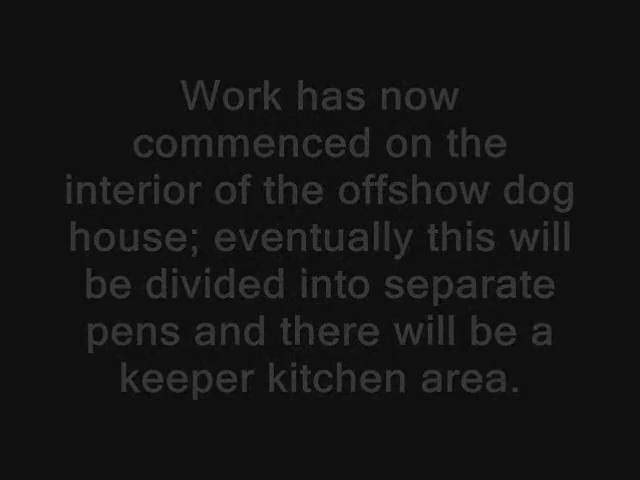 Work has now
commenced on the
interior of the offshow dog
house; eventually this will
be divided into separate
pens and there will be a
keeper kitchen area.